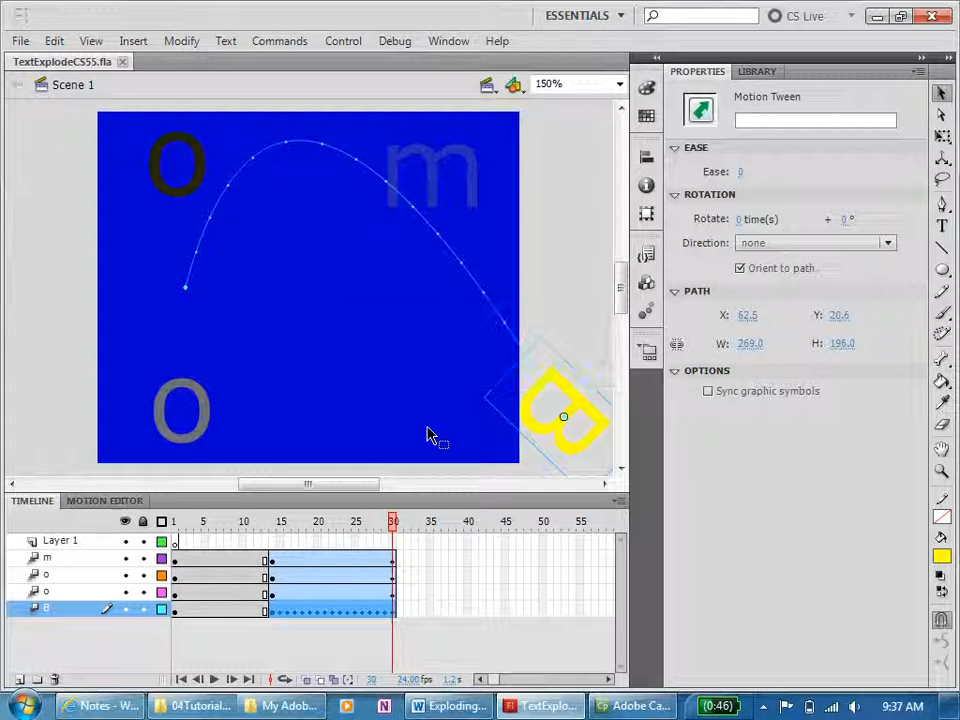 Fl ESSENTIALS CS Live
File Edit View Insert Modify Text Commands Control Debug Window Help
TextExplodeCS55.fla
Scene 1 150%
PROPERTIES LIBRARY
Motion Tween
EASE
Ease: 0
ROTATION
Rotate: 0 time(s) + 0 °
Direction: none
Orient to path
PATH
X: 62.5 Y: 20.6
W: 269.0 H: 196.0
OPTIONS
Sync graphic symbols
o m
o B
TIMELINE MOTION EDITOR
1 5 10 15 20 25 30 35 40 45 50 55
Layer 1
m
o
o
B
30 24.00 fps 1.2 s
Notes - W... 04Tutorial... My Adob... Exploding... TextExplo... Adobe Ca... (0:46) 9:37 AM